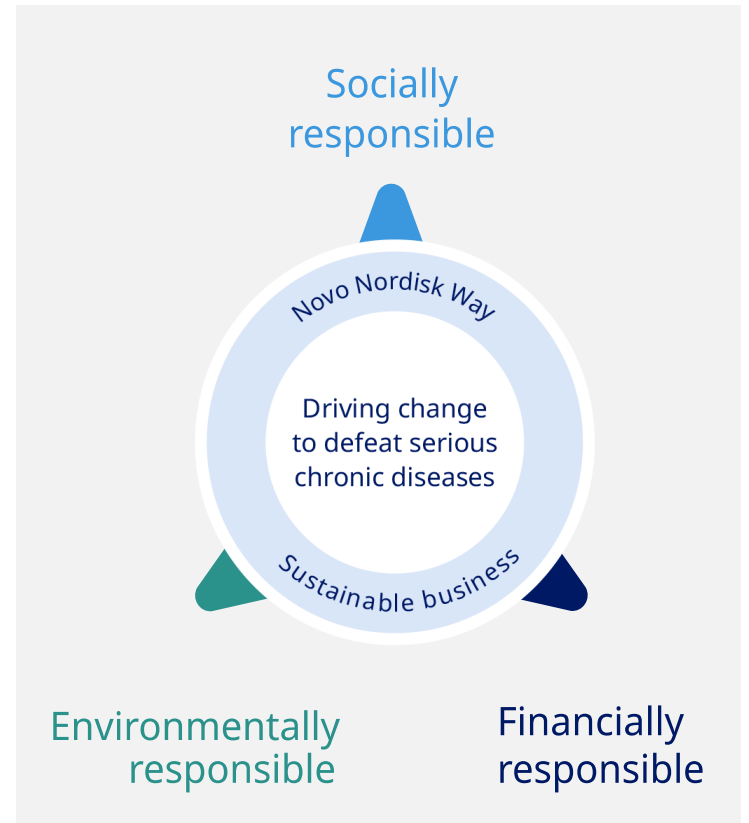 Socially
responsible
Novo Nordisk Way
Driving change
to defeat serious
chronic diseases
Sustainable business
Environmentally
responsible
Financially
responsible